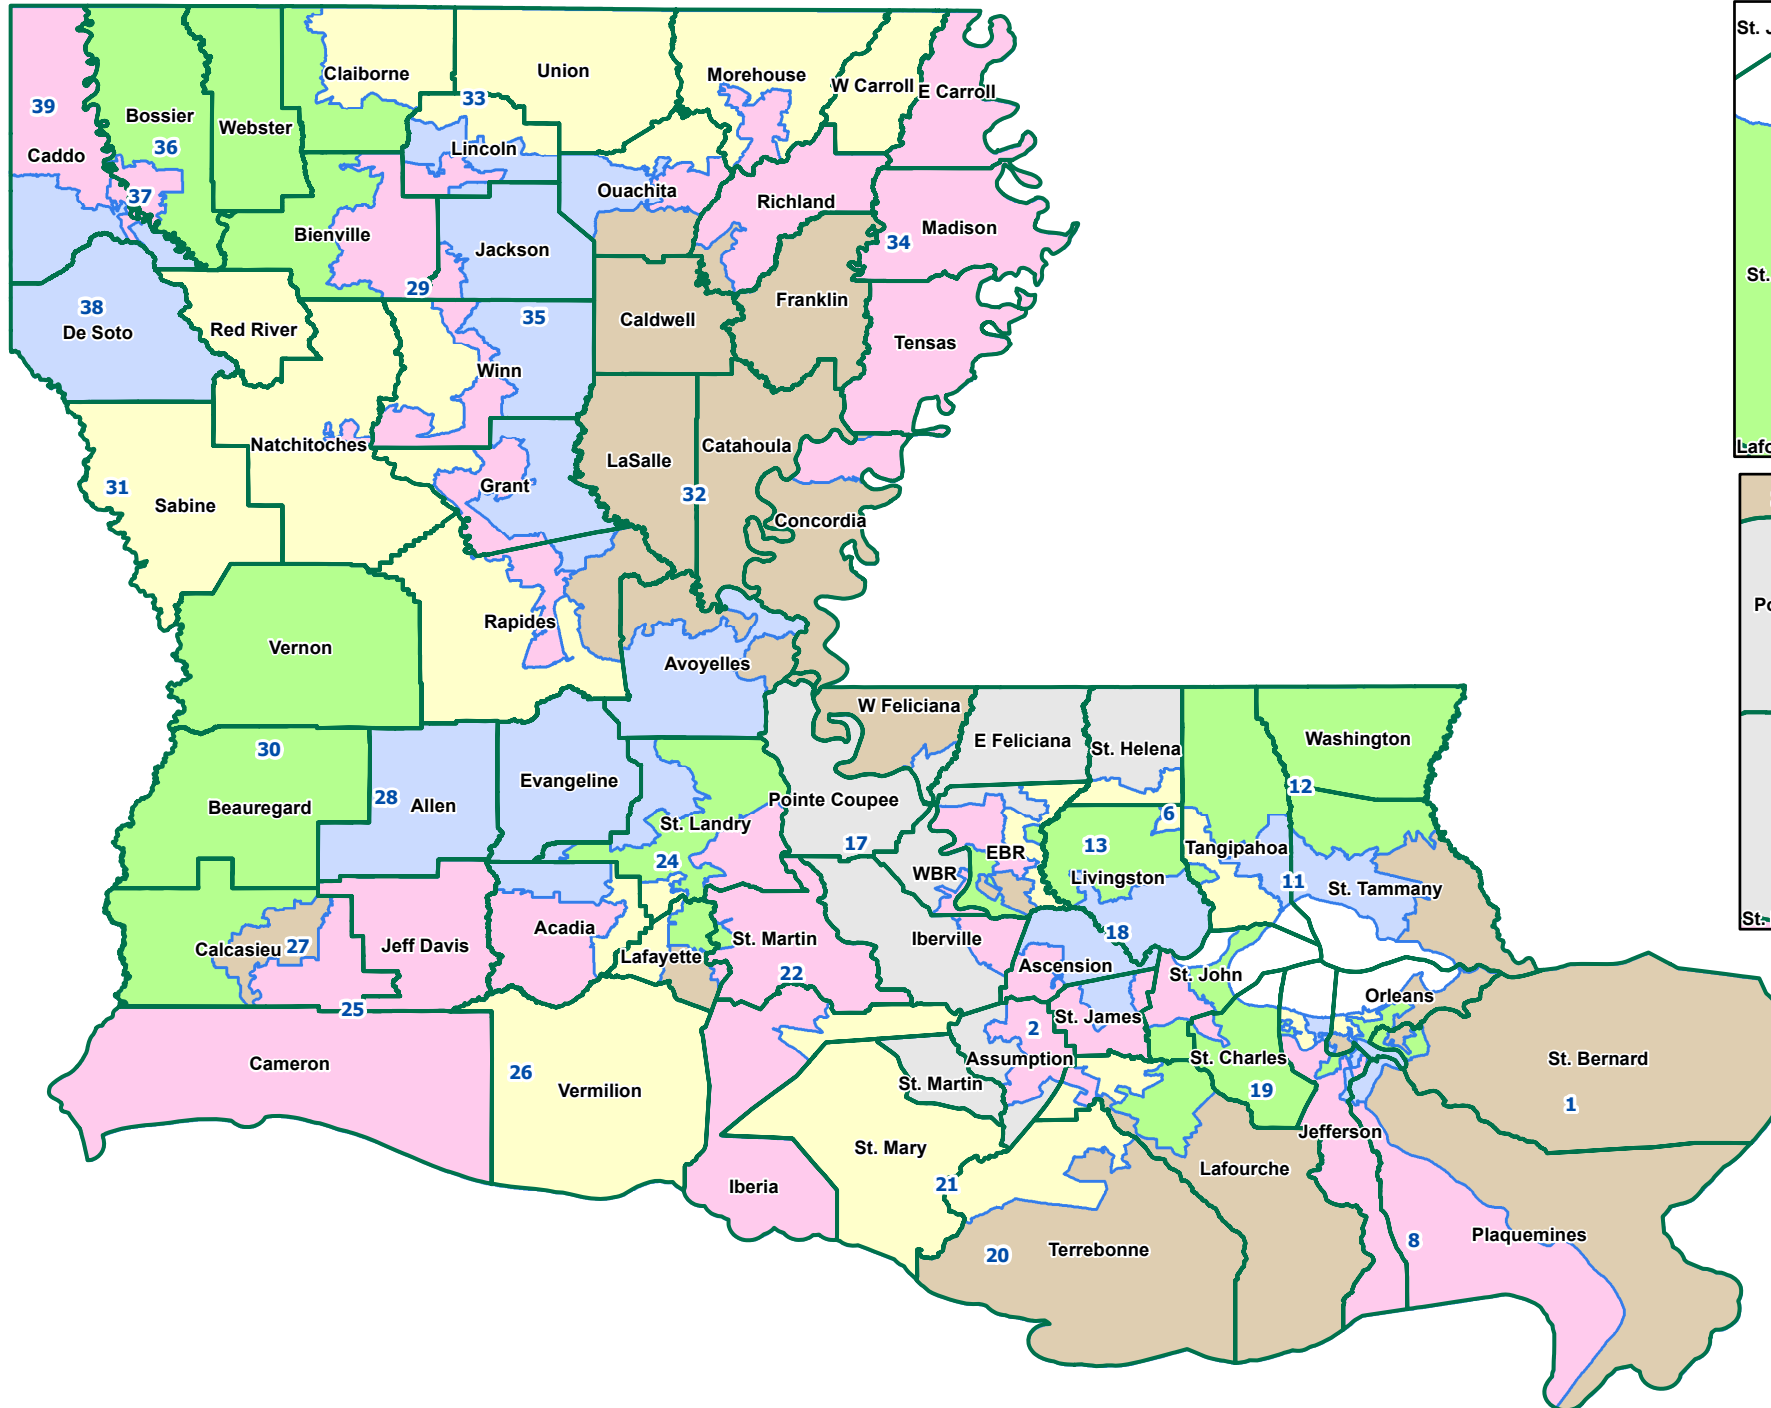 St. J
Claiborne
Union
Morehouse
W Carroll
E Carroll
39
33
Bossier
Webster
36
Lincoln
Caddo
37
Ouachita
Richland
34
Madison
Bienville
Jackson
29
St.
38
35
Franklin
De Soto
Red River
Caldwell
Winn
Tensas
Natchitoches
Catahoula
Lafo
LaSalle
31
Grant
32
Sabine
Concordia
Po
Rapides
Vernon
Avoyelles
W Feliciana
30
E Feliciana
St. Helena
Washington
Evangeline
12
Beauregard
28
Allen
Pointe Coupee
6
St. Landry
17
13
Tangipahoa
24
EBR
WBR
Livingston
11
St. Tammany
St.
Acadia
Calcasieu
27
Jeff Davis
Lafayette
St. Martin
Iberville
18
22
Ascension
St. John
25
Orleans
2
St. James
Cameron
26
Vermilion
Assumption
St. Martin
St. Charles
19
St. Bernard
1
Jefferson
St. Mary
Lafourche
21
Iberia
20
Terrebonne
8
Plaquemines